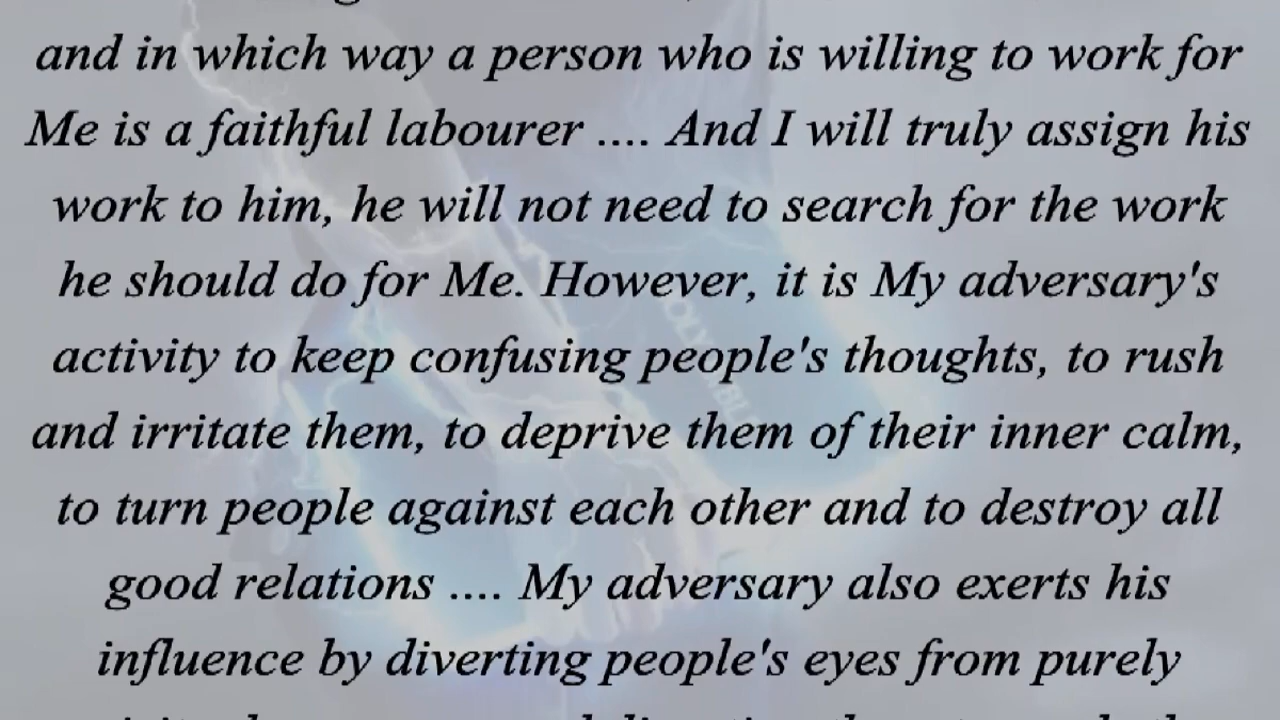 and in which way a person who is willing to work for
Me is a faithful labourer .... And I will truly assign his
work to him, he will not need to search for the work
he should do for Me. However, it is My adversary's
activity to keep confusing people's thoughts, to rush
and irritate them, to deprive them of their inner calm,
to turn people against each other and to destroy all
good relations .... My adversary also exerts his
influence by diverting people's eyes from purely